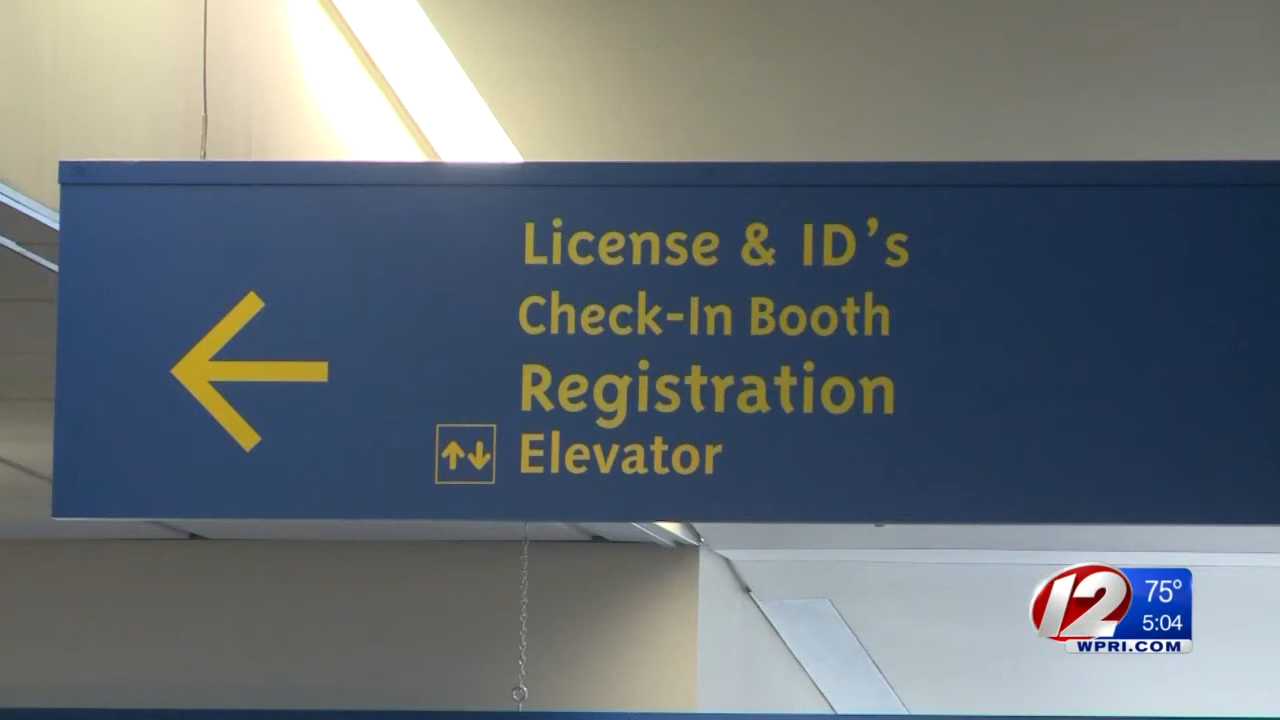 License & ID's
Check-In Booth
Registration
Elevator
12
75°
5:04
WPRI.COM